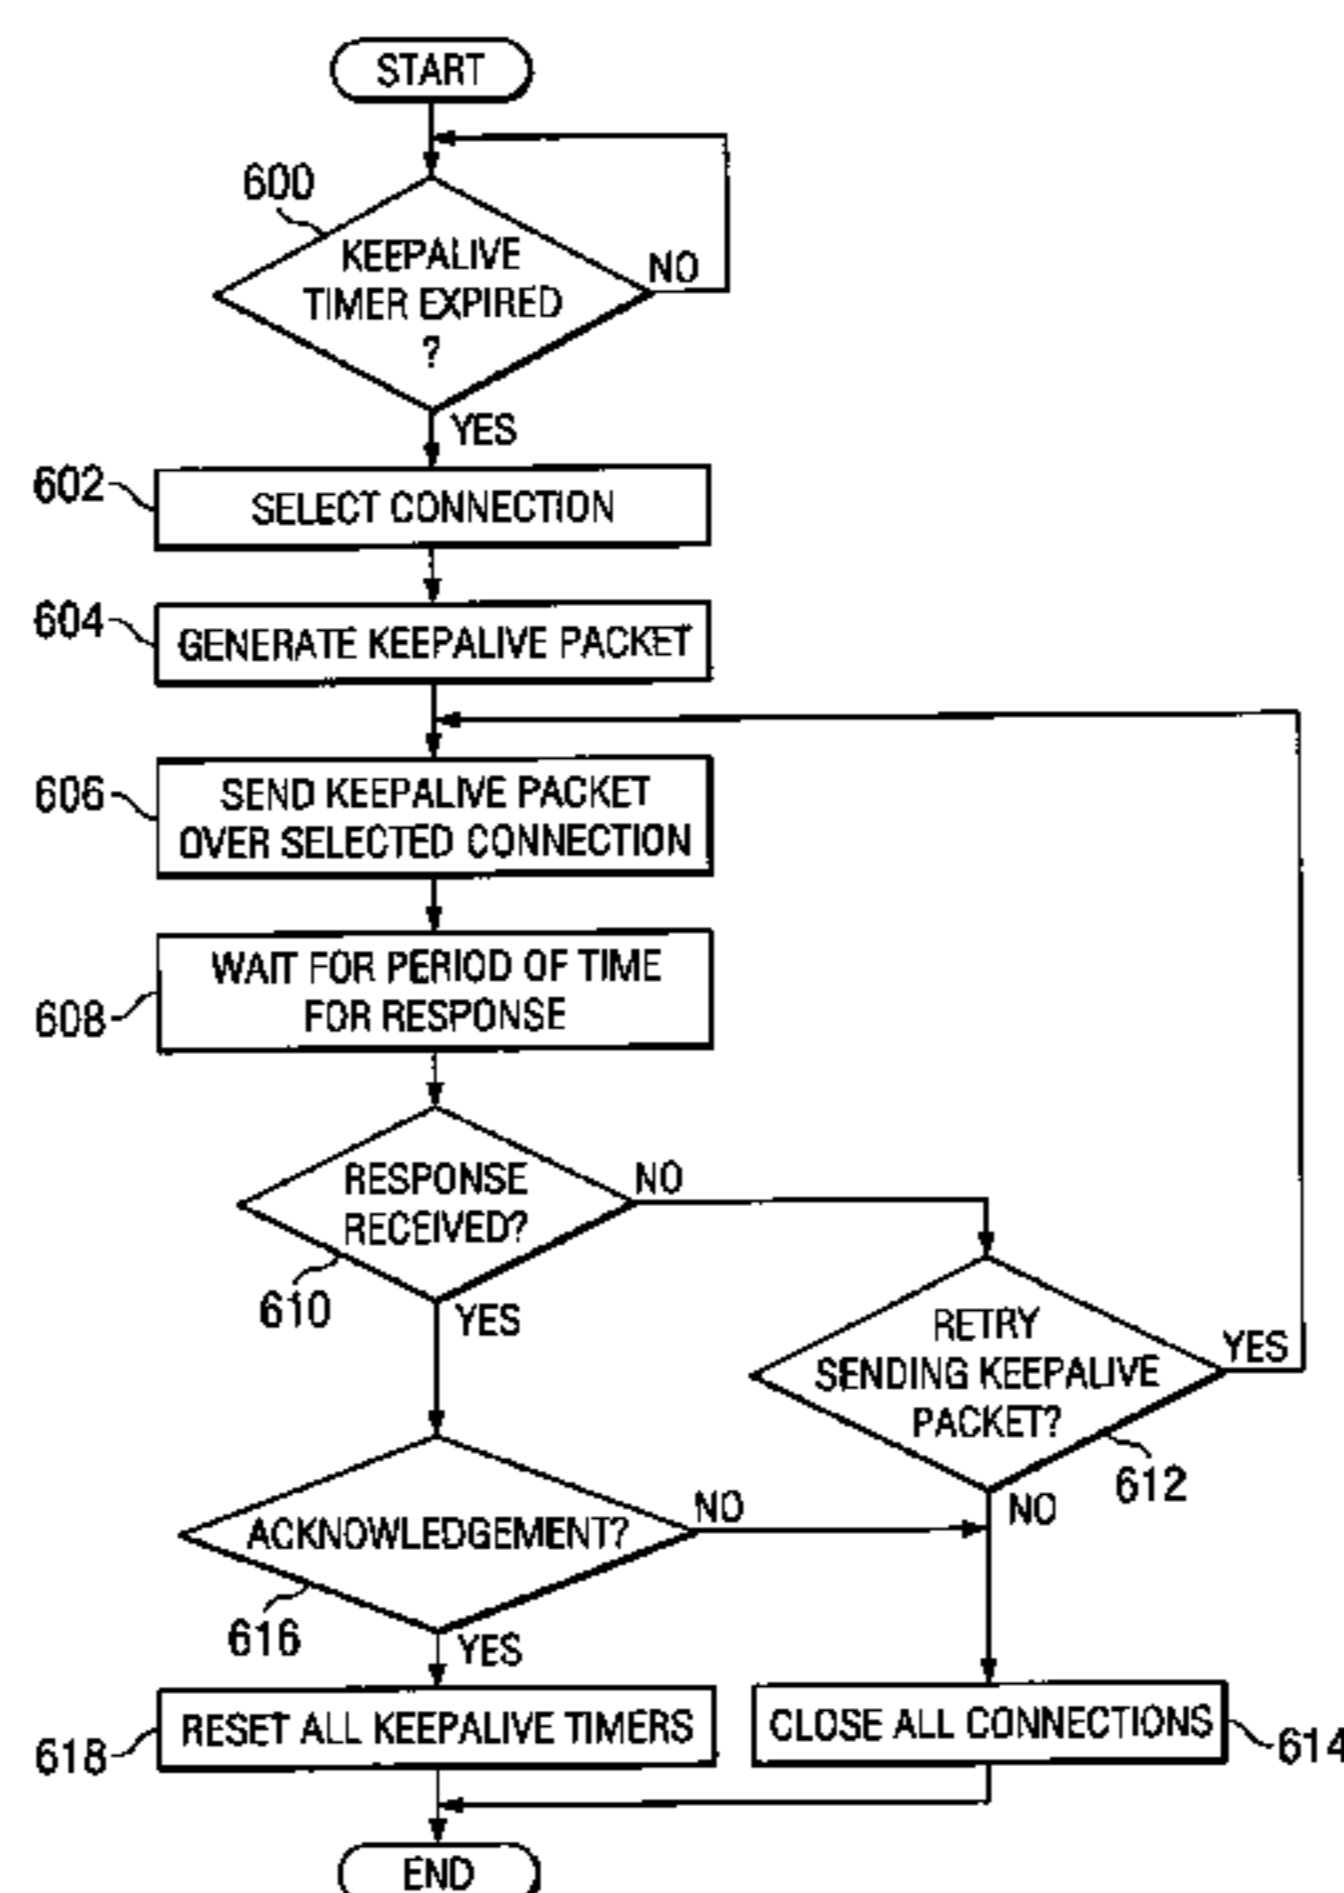 START
600
KEEPALIVE
TIMER EXPIRED
?
NO
YES
602
SELECT CONNECTION
604
GENERATE KEEPALIVE PACKET
606
SEND KEEPALIVE PACKET
OVER SELECTED CONNECTION
608
WAIT FOR PERIOD OF TIME
FOR RESPONSE
RESPONSE
RECEIVED?
NO
610
YES
RETRY
SENDING KEEPALIVE
PACKET?
YES
612
NO
ACKNOWLEDGEMENT?
NO
616
YES
618
RESET ALL KEEPALIVE TIMERS
CLOSE ALL CONNECTIONS
614
END